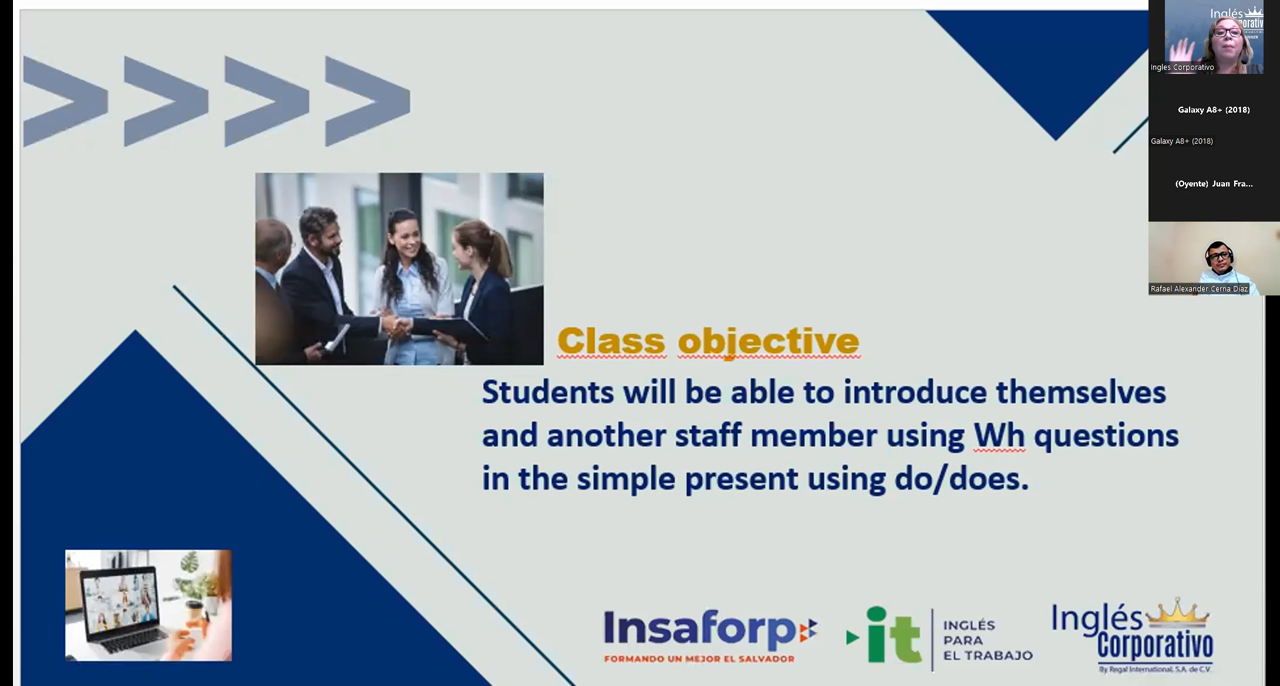 Class objective
Students will be able to introduce themselves
and another staff member using Wh questions
in the simple present using do/does.
Insaforp
FORMANDO UN MEJOR EL SALVADOR
it
INGLÉS
PARA
EL TRABAJO
Inglés
Corporativo
By Regal International, S.A. de C.V.
Inglés
Ingles Corporativo
Galaxy A8+ (2018)
Galaxy A8+ (2018)
(Oyente) Juan Fra...
Rafael Alexander Cerna Diaz